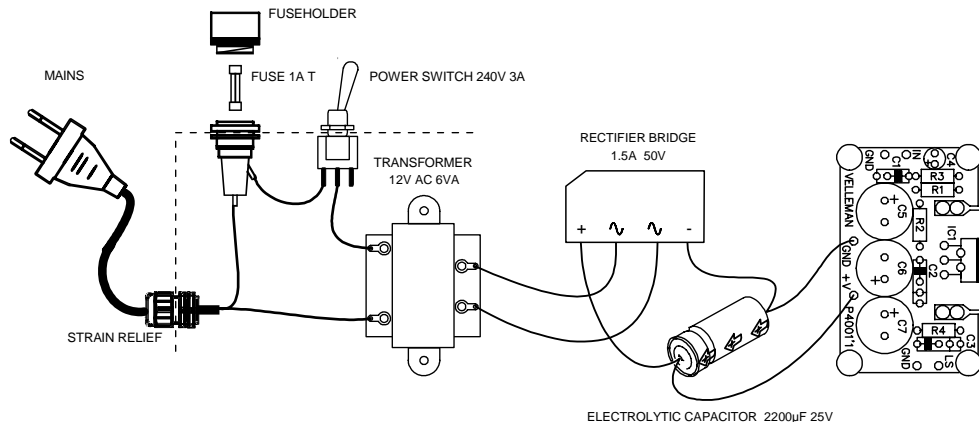 FUSEHOLDER
MAINS
FUSE 1A T
POWER SWITCH 240V 3A
TRANSFORMER
12V AC 6VA
RECTIFIER BRIDGE
1.5A 50V
+
-
STRAIN RELIEF
ELECTROLYTIC CAPACITOR 2200µF 25V
GND
C1
IN
C4
+
R3
R1
VELLEMAN
C5
+
R2
IC1
GND
+V
C6
+
C2
P4001'1
C7
+
R4
C3
GND
LS